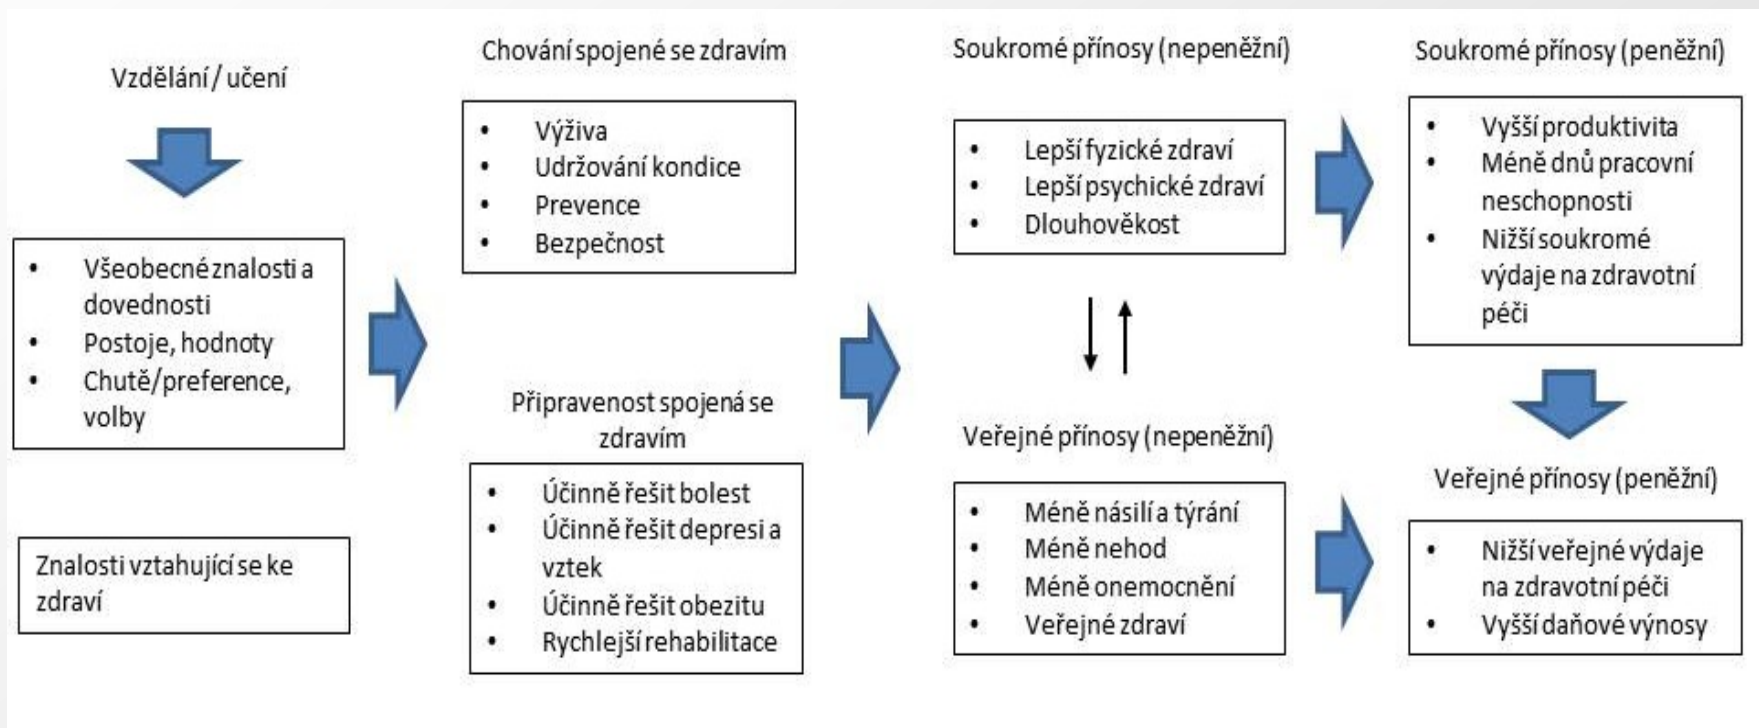 Vzdělání / učení
• Všeobecné znalosti a
dovednosti
• Postoje, hodnoty
• Chutě/preference,
volby
Znalosti vztahující se ke
zdraví
Chování spojené se zdravím
• Výživa
• Udržování kondice
• Prevence
• Bezpečnost
Připravenost spojená se
zdravím
• Účinně řešit bolest
• Účinně řešit depresi a
vztek
• Účinně řešit obezitu
• Rychlejší rehabilitace
Soukromé přínosy (nepeněžní)
• Lepší fyzické zdraví
• Lepší psychické zdraví
• Dlouhověkost
Veřejné přínosy (nepeněžní)
• Méně násilí a týrání
• Méně nehod
• Méně onemocnění
• Veřejné zdraví
Soukromé přínosy (peněžní)
• Vyšší produktivita
• Méně dnů pracovní
neschopnosti
• Nižší soukromé
výdaje na zdravotní
péči
Veřejné přínosy (peněžní)
• Nižší veřejné výdaje
na zdravotní péči
• Vyšší daňové výnosy